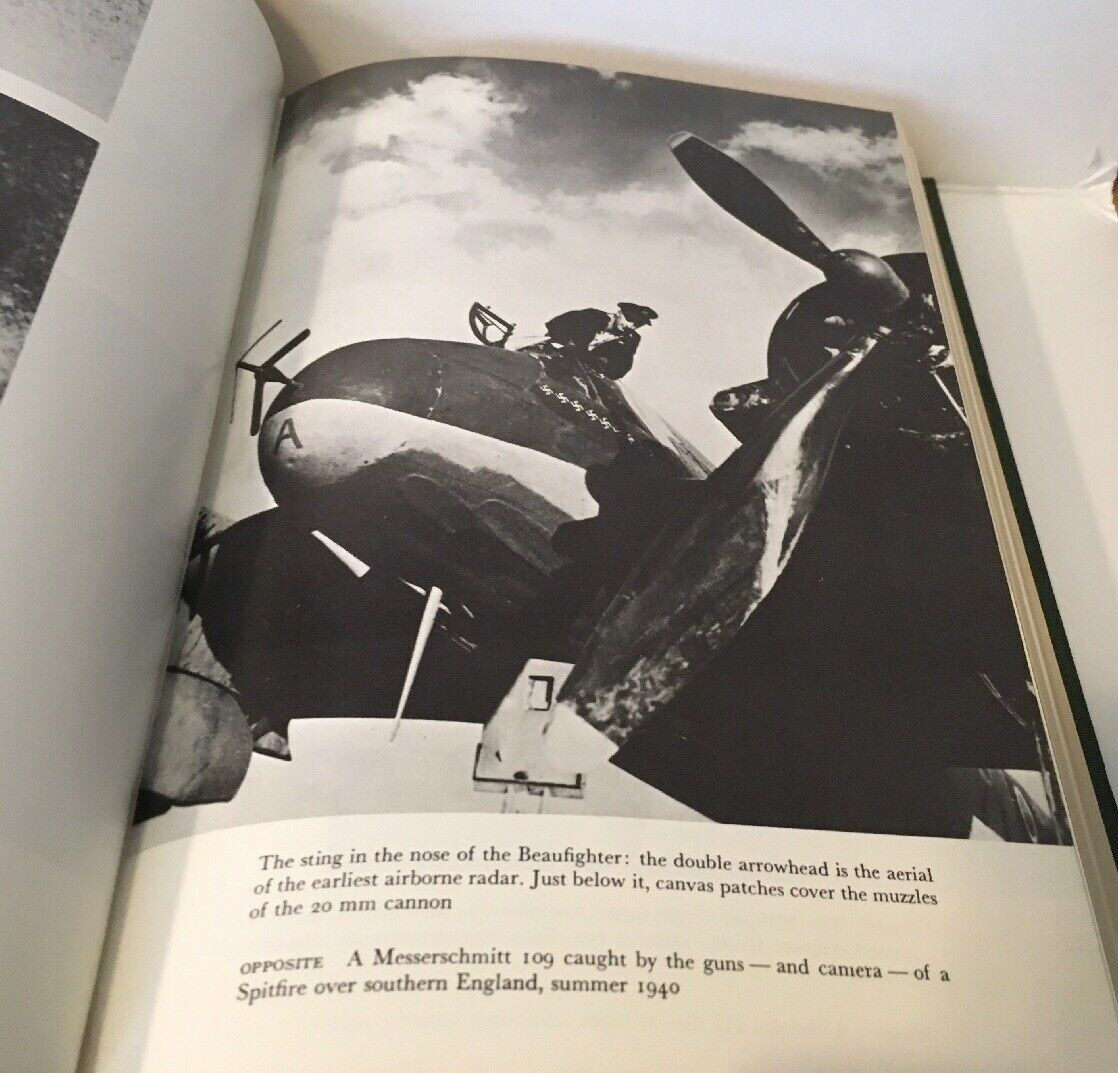 A
The sting in the nose of the Beaufighter: the double arrowhead is the aerial
of the earliest airborne radar. Just below it, canvas patches cover the muzzles
of the 20 mm cannon
OPPOSITE A Messerschmitt 109 caught by the guns — and camera — of a
Spitfire over southern England, summer 1940